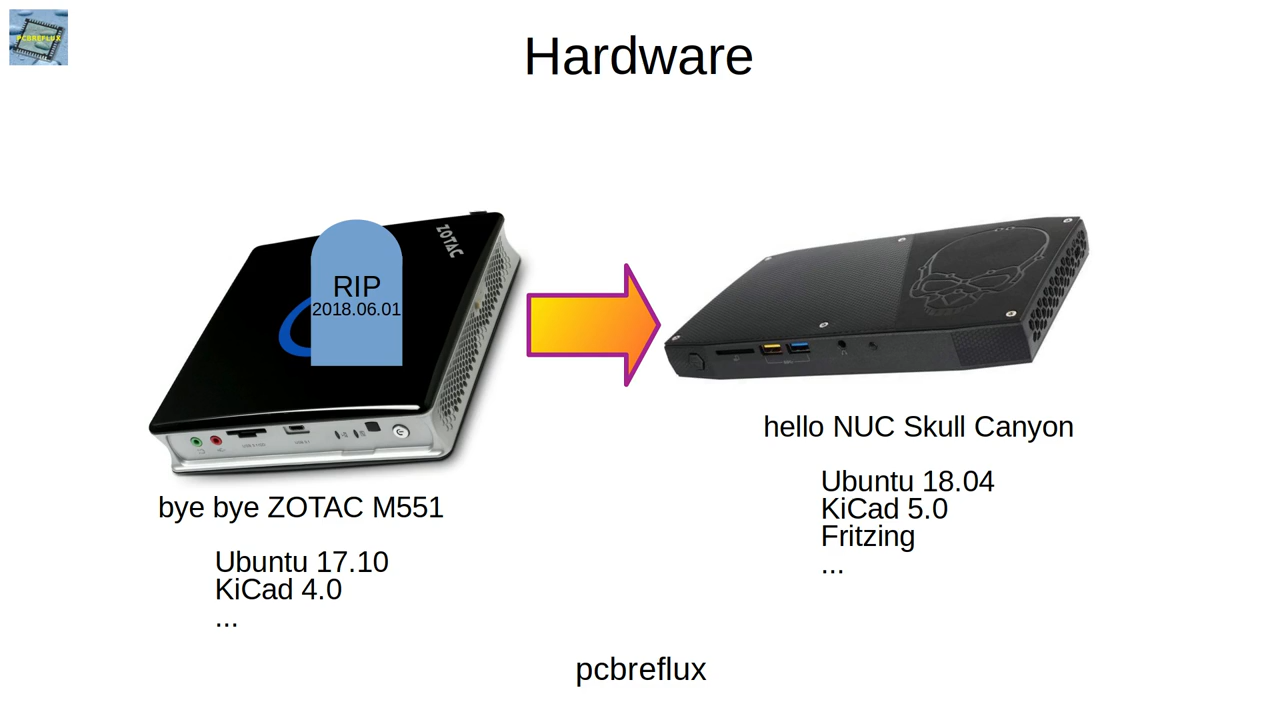 PCBREFLUX
Hardware
ZOTAC
RIP
2018.06.01
bye bye ZOTAC M551
Ubuntu 17.10
KiCad 4.0
...
hello NUC Skull Canyon
Ubuntu 18.04
KiCad 5.0
Fritzing
...
pcbreflux